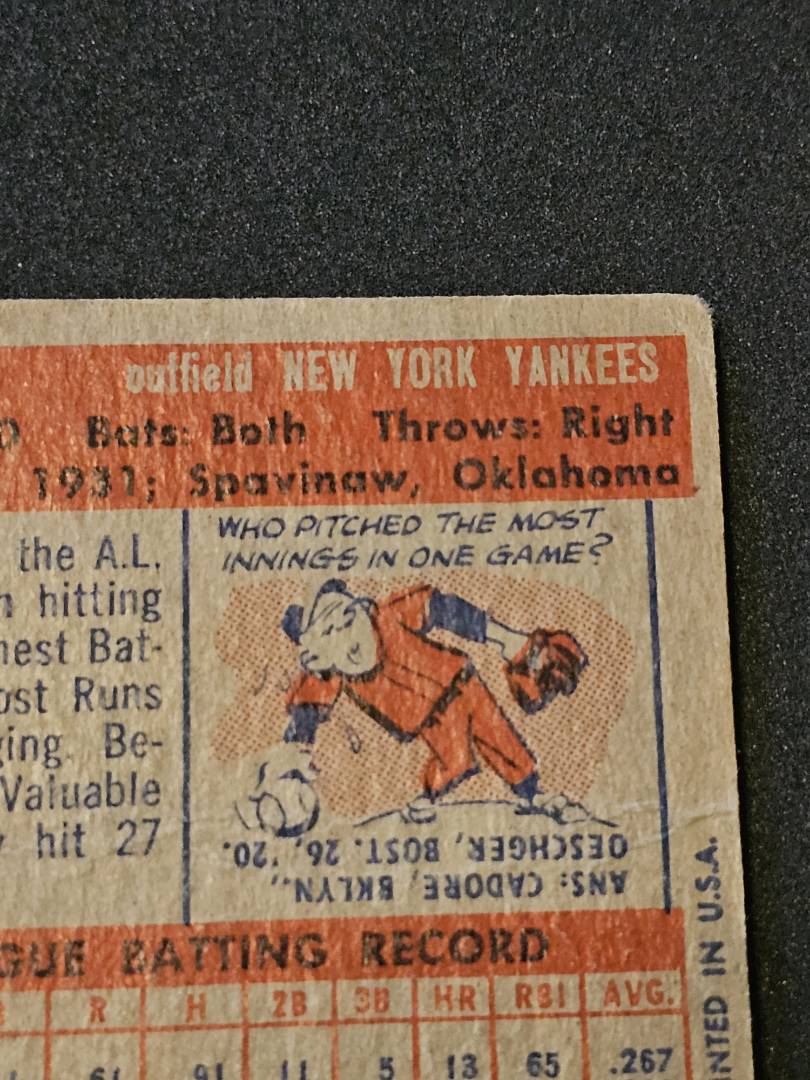 outfield NEW YORK YANKEES
Bats: Both Throws: Right
1931; Spavinaw, Oklahoma
WHO PITCHED THE MOST
INNINGS IN ONE GAME?
the A.L.
hitting
est Bat-
ost Runs
ing. Be-
Valuable
hit 27
ANS: CADORE, BKLYN.,
OESCHGER, BOST. 26, '20.
GUE BATTING RECORD
R H 2B 3B HR RBI AVG.
61 91 11 5 13 65 .267
NTED IN U.S.A.